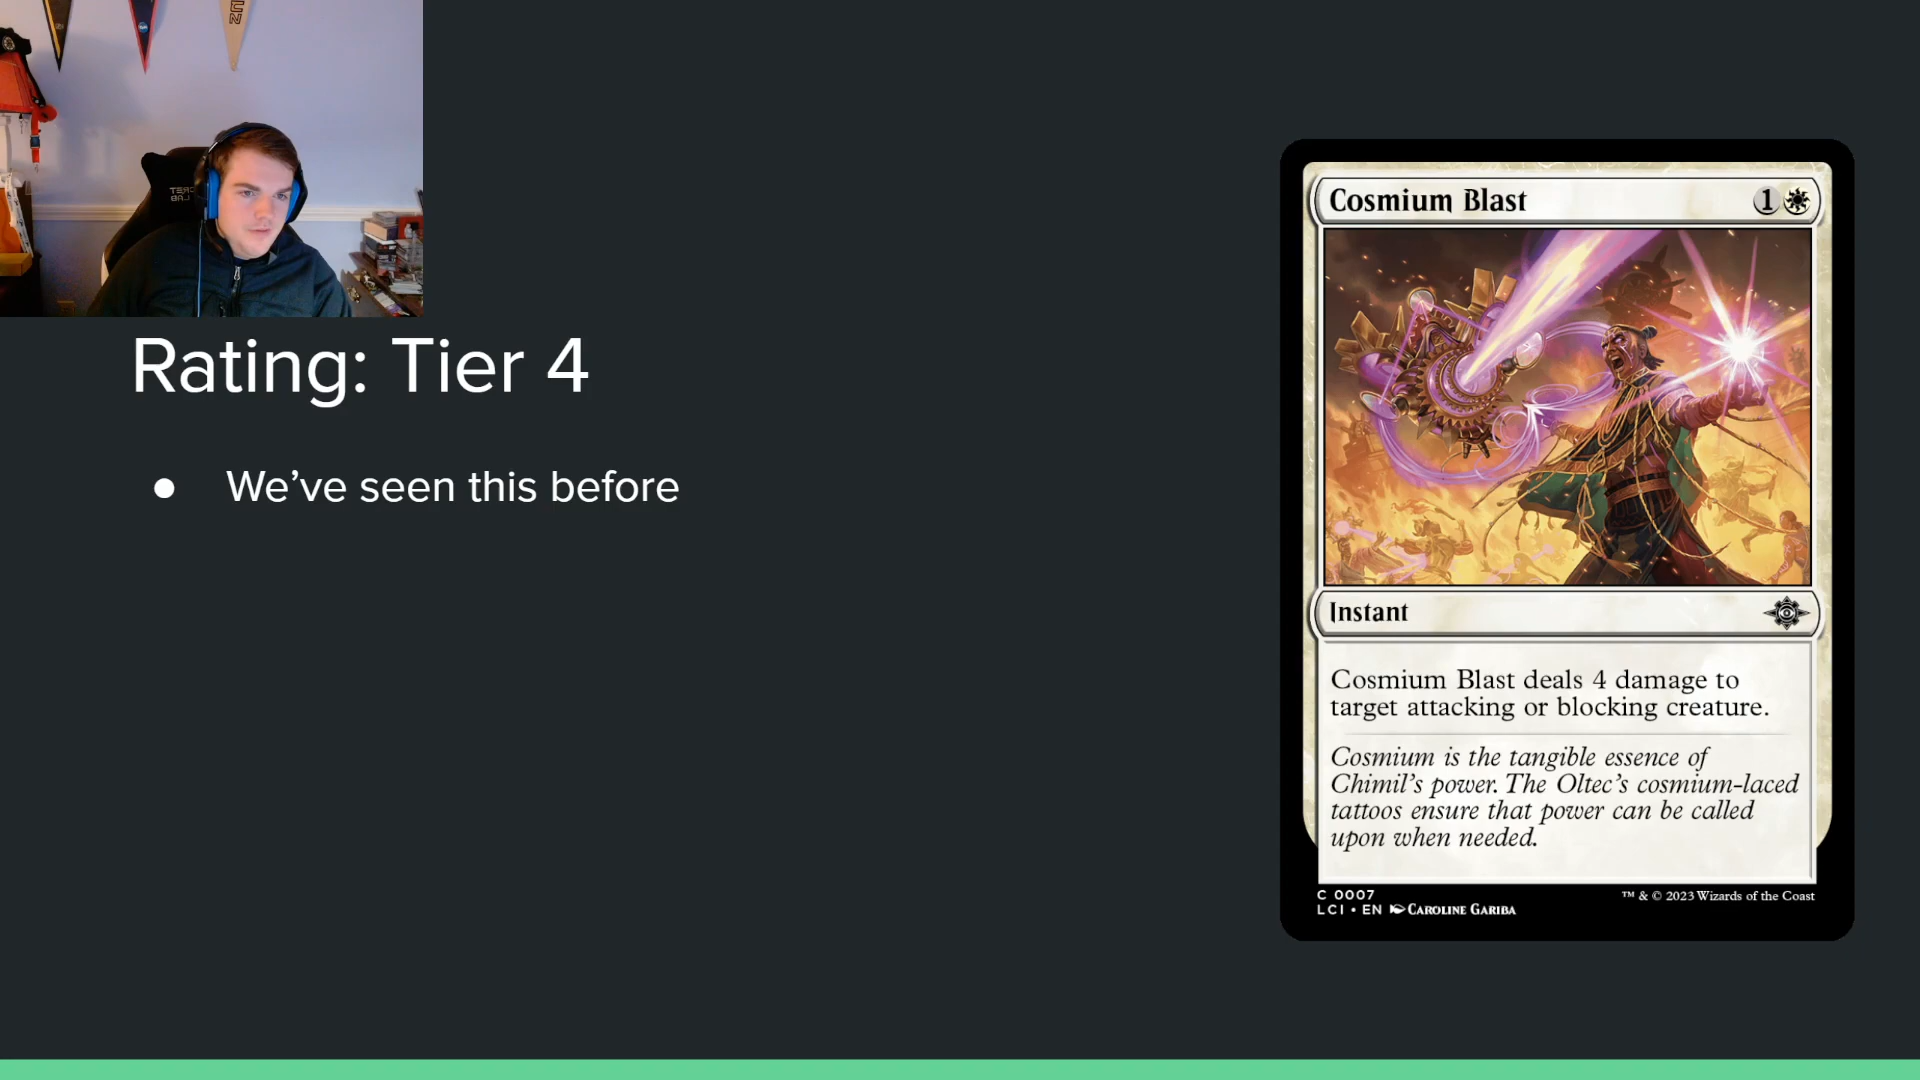 Rating: Tier 4
● We’ve seen this before
Cosmium Blast 1
Instant
Cosmium Blast deals 4 damage to
target attacking or blocking creature.
Cosmium is the tangible essence of
Chimil’s power. The Oltec’s cosmium-laced
tattoos ensure that power can be called
upon when needed.
C 0007
LCI • EN CAROLINE GARIBA
™ & © 2023 Wizards of the Coast